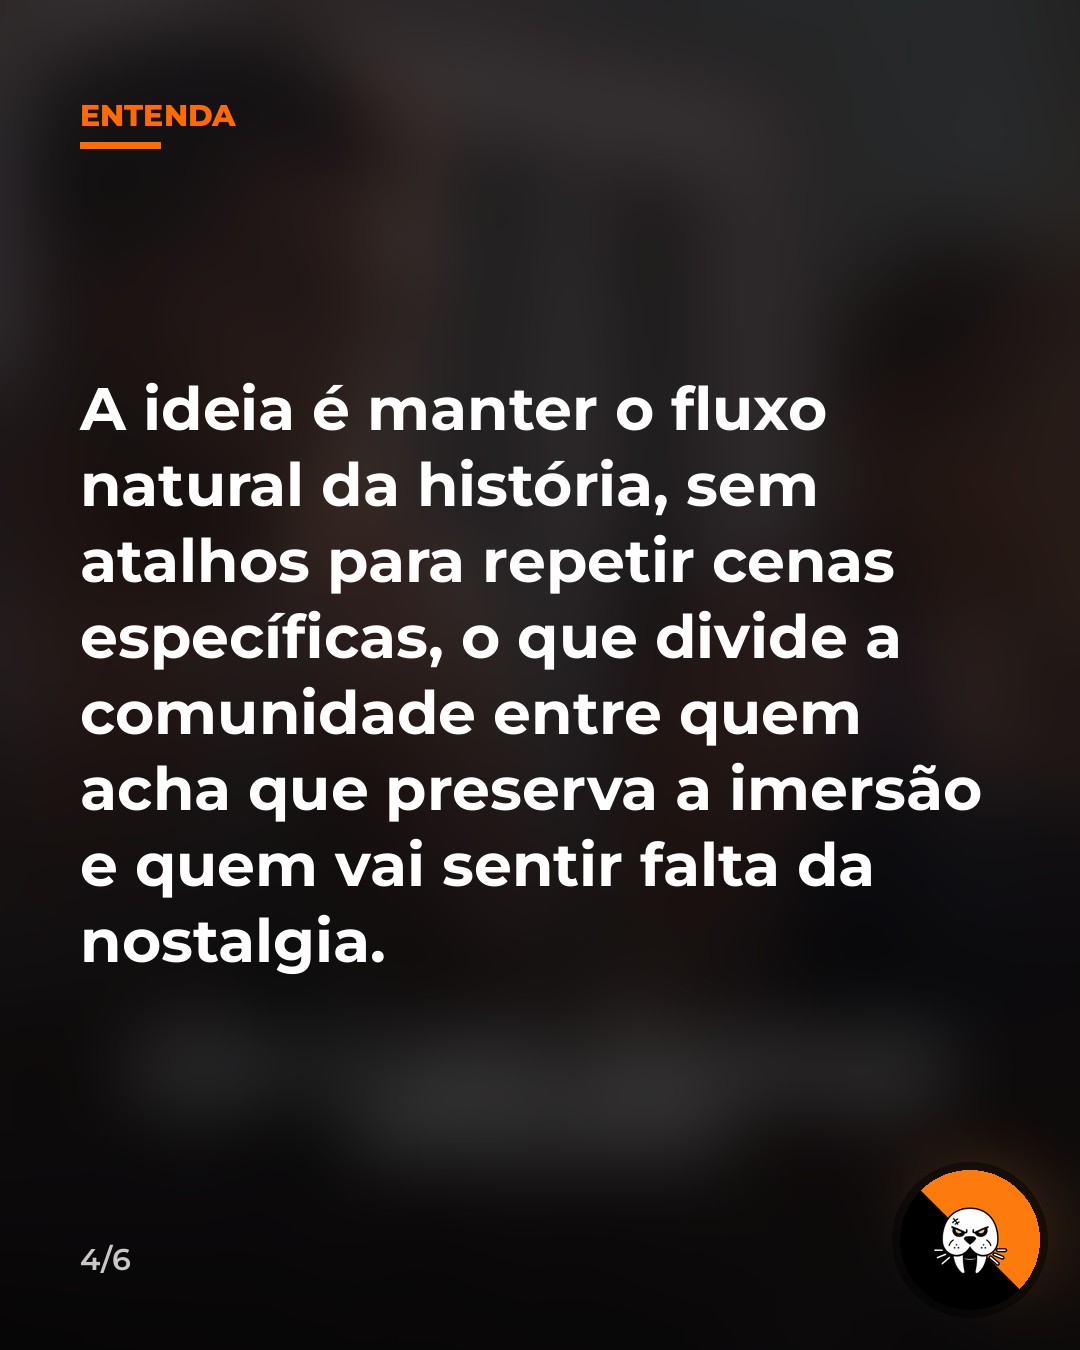 ENTENDA
A ideia é manter o fluxo
natural da história, sem
atalhos para repetir cenas
específicas, o que divide a
comunidade entre quem
acha que preserva a imersão
e quem vai sentir falta da
nostalgia.
4/6